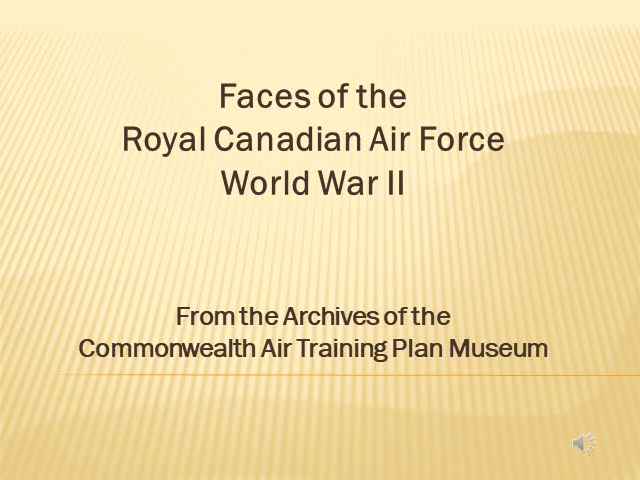 Faces of the
Royal Canadian Air Force
World War II
From the Archives of the
Commonwealth Air Training Plan Museum